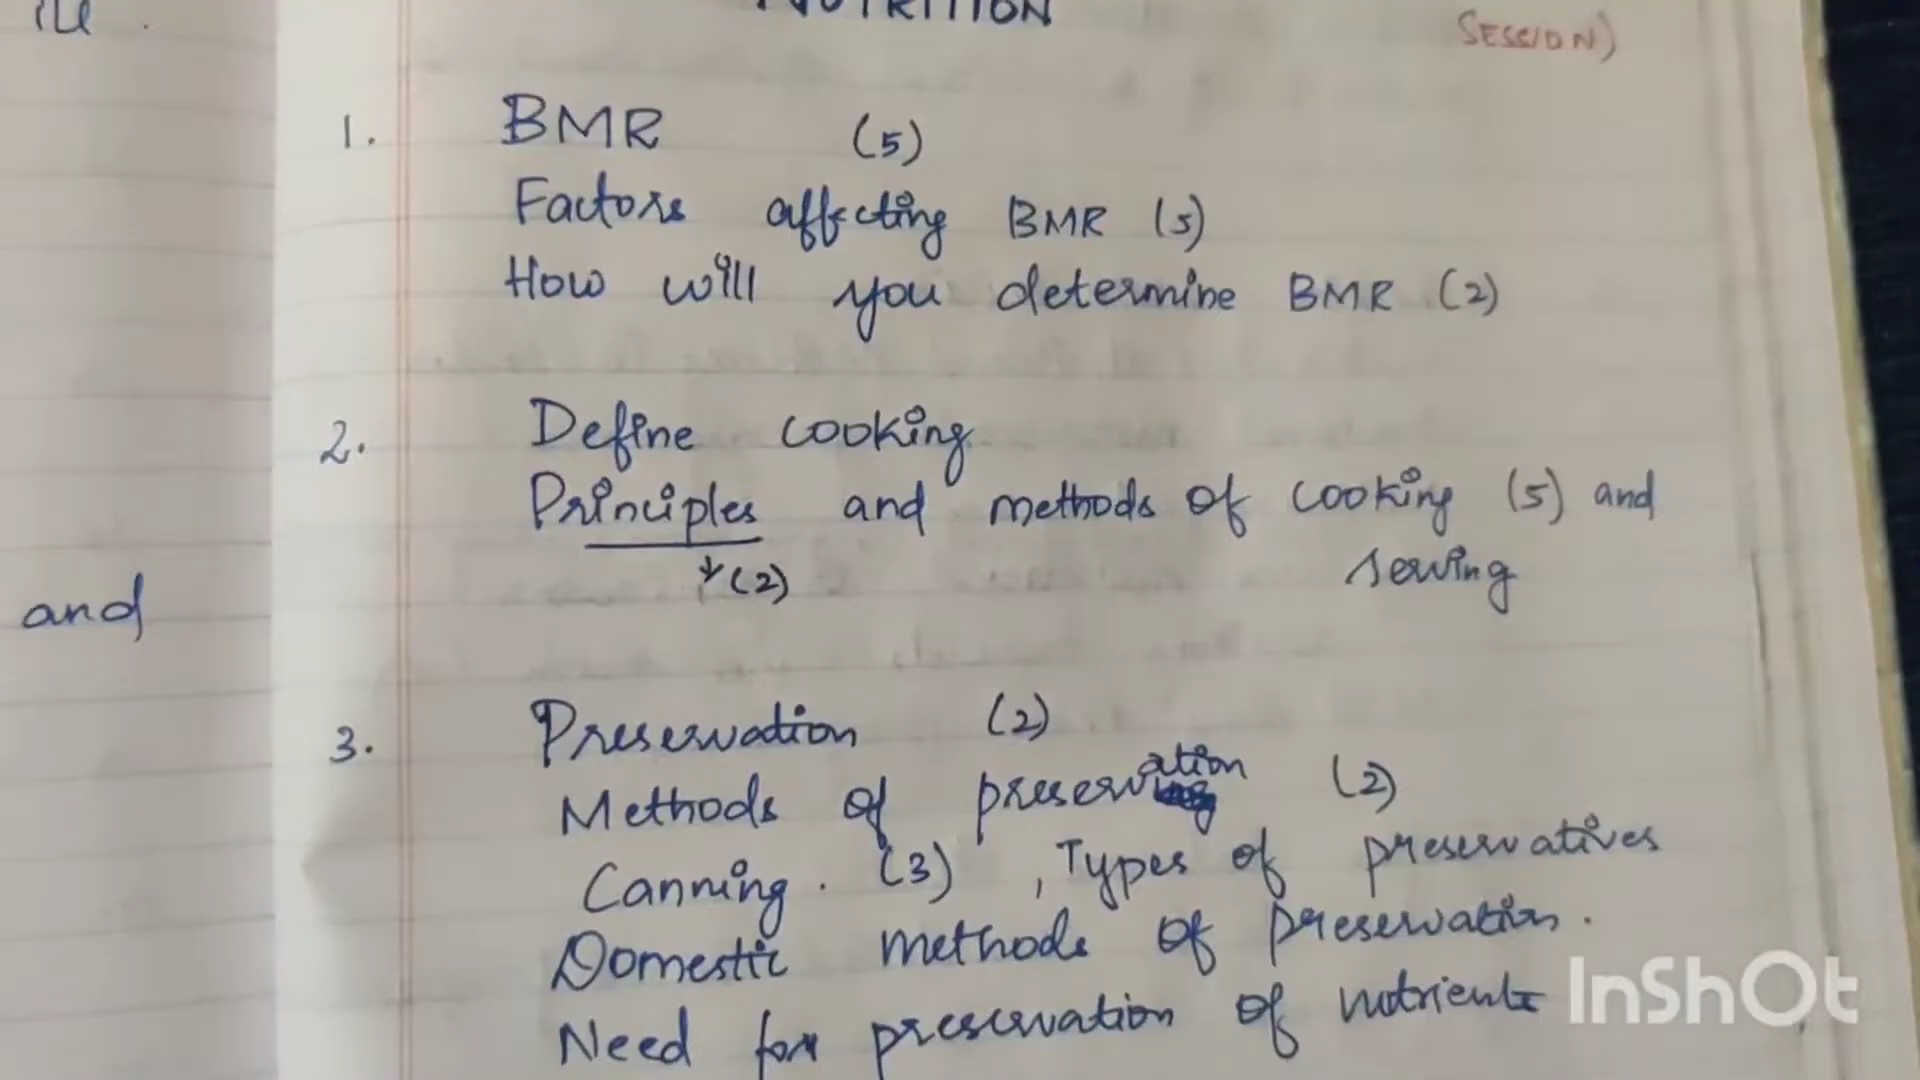 NUTRITION
SESSION)
1. BMR (5)
Factors affecting BMR (5)
How will you determine BMR (2)
2. Define cooking
Principles and methods of cooking (5) and
serving
(2)
and
3. Preservation (2)
Methods of preservation (2)
Canning. (3), Types of preservatives
Domestic methods of preservation.
Need for preservation of nutrients
InShOt